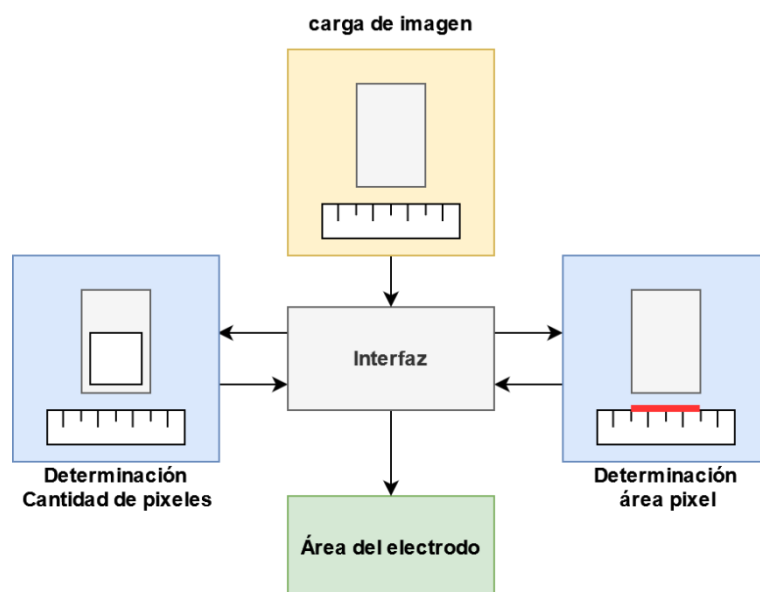 carga de imagen
Interfaz
Determinación
Cantidad de pixeles
Determinación
área pixel
Área del electrodo